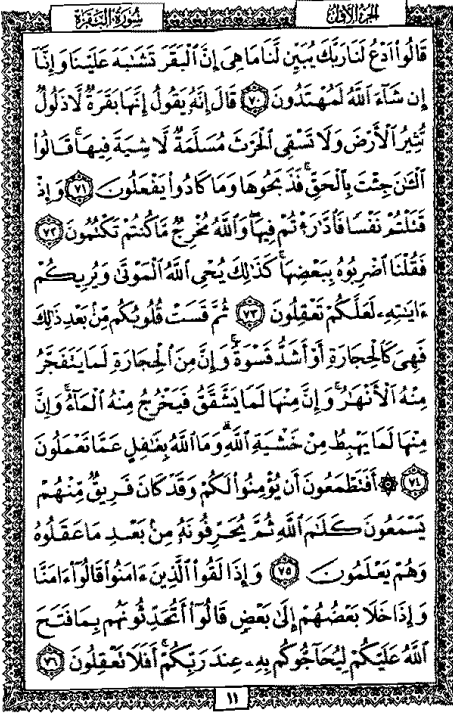 الجزء الأول
سُورَةُ الْبَقَرَةِ
قَالُوا۟ ٱدْعُ لَنَا رَبَّكَ يُبَيِّن لَّنَا مَا هِىَ إِنَّ ٱلْبَقَرَ تَشَـٰبَهَ عَلَيْنَا وَإِنَّآ
إِن شَآءَ ٱللَّهُ لَمُهْتَدُونَ ٧٠ قَالَ إِنَّهُۥ يَقُولُ إِنَّهَا بَقَرَةٌ لَّا ذَلُولٌ
تُثِيرُ ٱلْأَرْضَ وَلَا تَسْقِى ٱلْحَرْثَ مُسَلَّمَةٌ لَّا شِيَةَ فِيهَا ۚ قَالُوا۟
ٱلْـَٔـٰنَ جِئْتَ بِٱلْحَقِّ ۚ فَذَبَحُوهَا وَمَا كَادُوا۟ يَفْعَلُونَ ٧١ وَإِذْ
قَتَلْتُمْ نَفْسًا فَٱدَّٰرَْٰٔتُمْ فِيهَا ۖ وَٱللَّهُ مُخْرِجٌ مَّا كُنتُمْ تَكْتُمُونَ ٧٢
فَقُلْنَا ٱضْرِبُوهُ بِبَعْضِهَا ۚ كَذَٰلِكَ يُحْىِ ٱللَّهُ ٱلْمَوْتَىٰ وَيُرِيكُمْ
ءَايَـٰتِهِۦ لَعَلَّكُمْ تَعْقِلُونَ ٧٣ ثُمَّ قَسَتْ قُلُوبُكُم مِّنۢ بَعْدِ ذَٰلِكَ
فَهِىَ كَٱلْحِجَارَةِ أَوْ أَشَدُّ قَسْوَةً ۚ وَإِنَّ مِنَ ٱلْحِجَارَةِ لَمَا يَتَفَجَّرُ
مِنْهُ ٱلْأَنْهَـٰرُ ۚ وَإِنَّ مِنْهَا لَمَا يَشَّقَّقُ فَيَخْرُجُ مِنْهُ ٱلْمَآءُ ۚ وَإِنَّ
مِنْهَا لَمَا يَهْبِطُ مِنْ خَشْيَةِ ٱللَّهِ ۗ وَمَا ٱللَّهُ بِغَـٰفِلٍ عَمَّا تَعْمَلُونَ
٧٤ ۞ أَفَتَطْمَعُونَ أَن يُؤْمِنُوا۟ لَكُمْ وَقَدْ كَانَ فَرِيقٌ مِّنْهُمْ
يَسْمَعُونَ كَلَـٰمَ ٱللَّهِ ثُمَّ يُحَرِّفُونَهُۥ مِنۢ بَعْدِ مَا عَقَلُوهُ
وَهُمْ يَعْلَمُونَ ٧٥ وَإِذَا لَقُوا۟ ٱلَّذِينَ ءَامَنُوا۟ قَالُوٓا۟ ءَامَنَّا
وَإِذَا خَلَا بَعْضُهُمْ إِلَىٰ بَعْضٍ قَالُوٓا۟ أَتُحَدِّثُونَهُم بِمَا فَتَحَ
ٱللَّهُ عَلَيْكُمْ لِيُحَآجُّوكُم بِهِۦ عِندَ رَبِّكُمْ ۚ أَفَلَا تَعْقِلُونَ ٧٦
١١